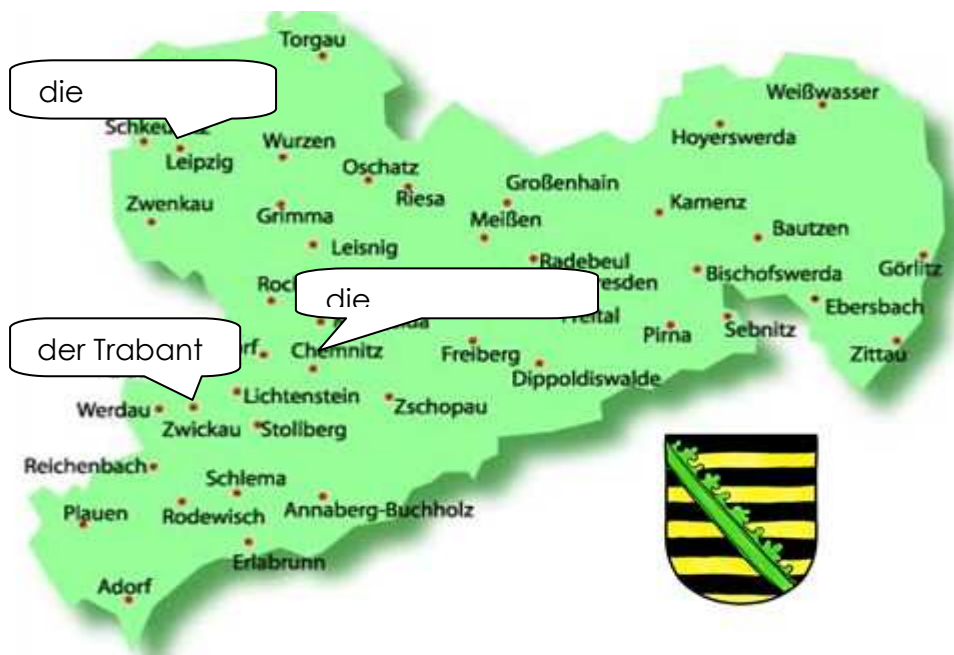 Torgau
die
Weißwasser
Hoyerswerda
Wurzen
Leipzig
Oschatz
Riesa
Großenhain
Kamenz
Zwenkau
Grimma
Meißen
Bautzen
Leisnig
Radebeul
Bischofswerda
Görlitz
die
Ebersbach
Pirna
Sebnitz
der Trabant
Chemnitz
Freiberg
Zittau
Dippoldiswalde
Lichtenstein
Zschopau
Werdau
Zwickau
Stollberg
Reichenbach
Schlema
Plauen
Rodewisch
Annaberg-Buchholz
Erlabrunn
Adorf